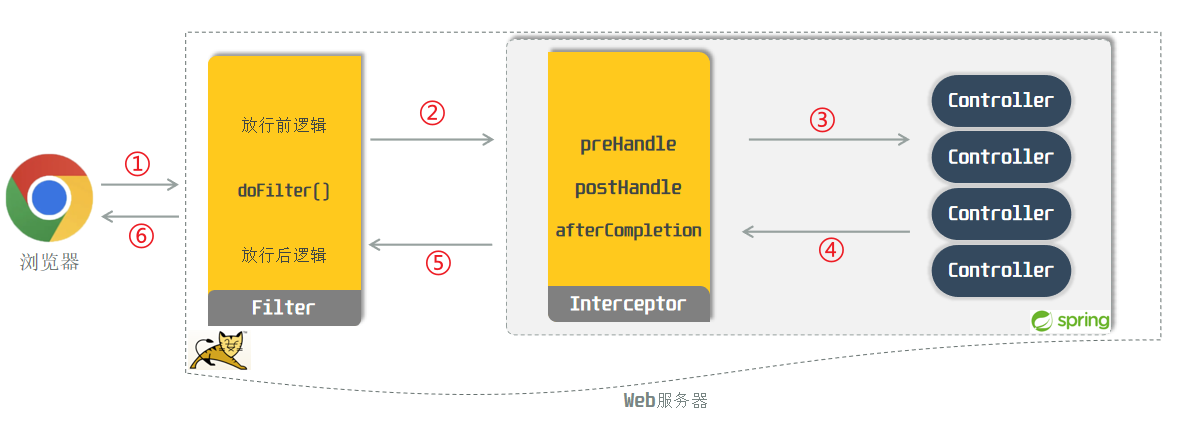 ①
⑥
浏览器
放行前逻辑
doFilter()
放行后逻辑
Filter
②
⑤
preHandle
postHandle
afterCompletion
Interceptor
③
④
Controller
Controller
Controller
Controller
spring
Web服务器